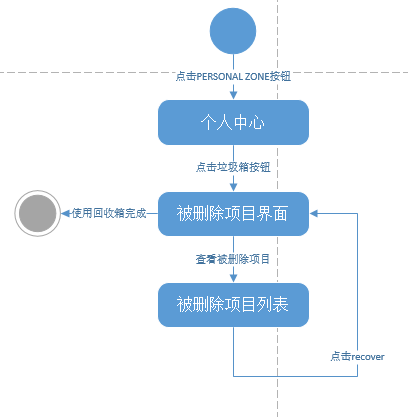 点击PERSONAL ZONE按钮
个人中心
点击垃圾箱按钮
使用回收箱完成
被删除项目界面
查看被删除项目
被删除项目列表
点击recover